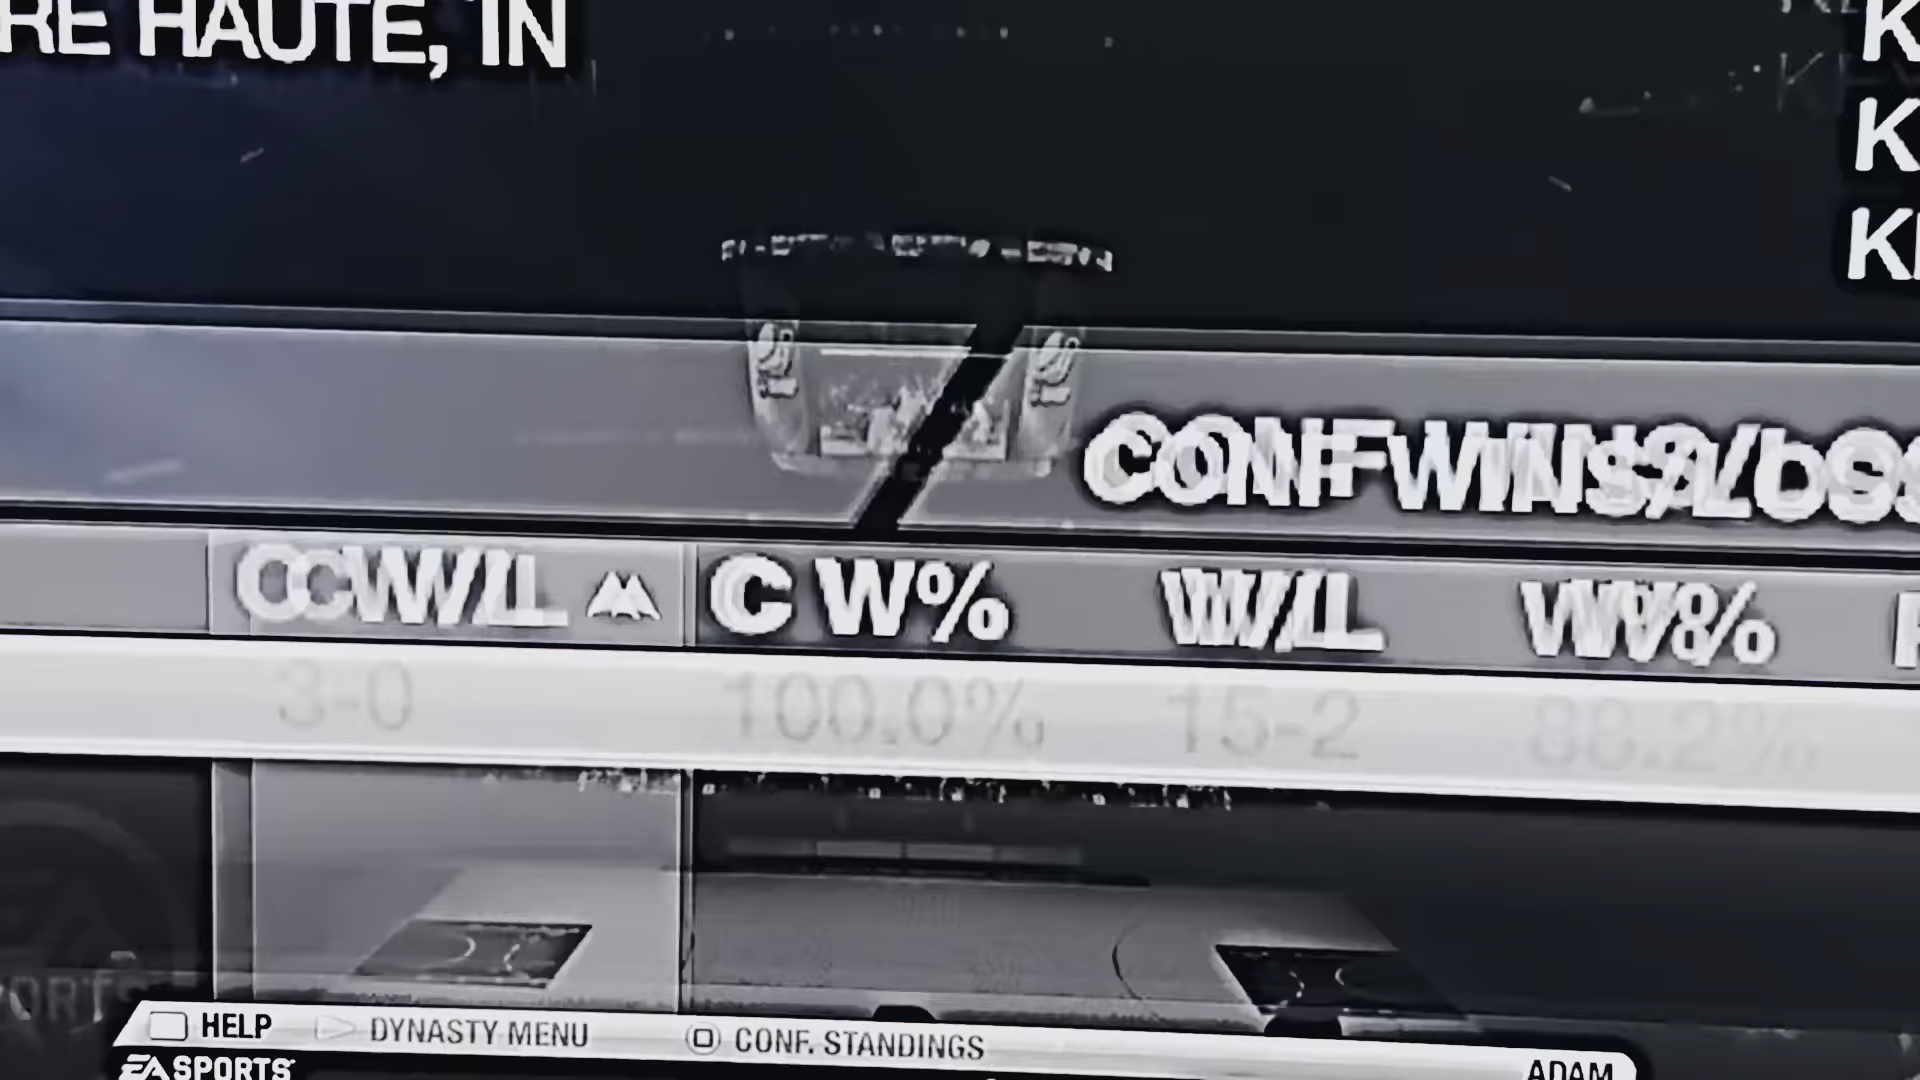 RE HAUTE, IN
K
K
K
CONF WINS/LOSS
C W/L C W% W/L W%
3-0 100.0% 15-2 88.2%
HELP DYNASTY MENU CONF. STANDINGS
EA SPORTS ADAM